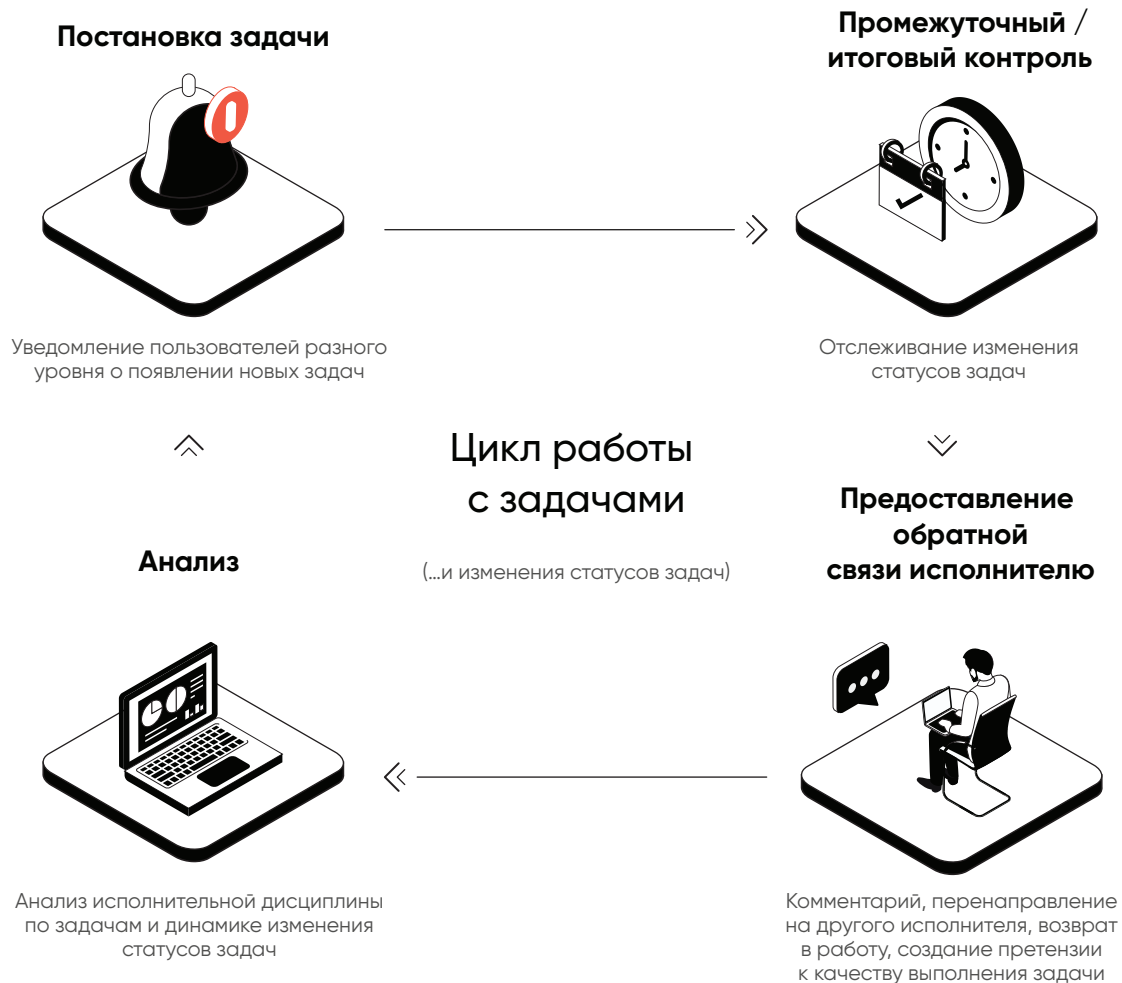 Постановка задачи
Уведомление пользователей разного
уровня о появлении новых задач
Промежуточный /
итоговый контроль
Отслеживание изменения
статусов задач
Цикл работы
с задачами
(...и изменения статусов задач)
Предоставление
обратной
связи исполнителю
Комментарий, перенаправление
на другого исполнителя, возврат
в работу, создание претензии
к качеству выполнения задачи
Анализ
Анализ исполнительной дисциплины
по задачам и динамике изменения
статусов задач